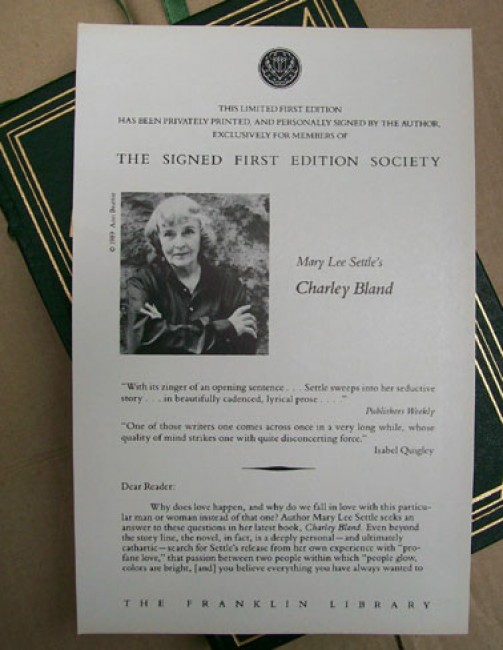 THIS LIMITED FIRST EDITION
HAS BEEN PRIVATELY PRINTED, AND PERSONALLY SIGNED BY THE AUTHOR,
EXCLUSIVELY FOR MEMBERS OF
THE SIGNED FIRST EDITION SOCIETY
© 1989 Ann Beattie
Mary Lee Settle's
Charley Bland
"With its zinger of an opening sentence . . . Settle sweeps into her seductive
story . . . in beautifully cadenced, lyrical prose . . . ."
Publishers Weekly
"One of those writers one comes across once in a very long while, whose
quality of mind strikes one with quite disconcerting force."
Isabel Quigley
Dear Reader:
Why does love happen, and why do we fall in love with this particu-
lar man or woman instead of that one? Author Mary Lee Settle seeks an
answer to these questions in her latest book, Charley Bland. Even beyond
the story line, the novel, in fact, is a deeply personal—and ultimately
cathartic—search for Settle's release from her own experience with "pro-
fane love," that passion between two people within which "people glow,
colors are bright, [and] you believe everything you have always wanted to
THE FRANKLIN LIBRARY